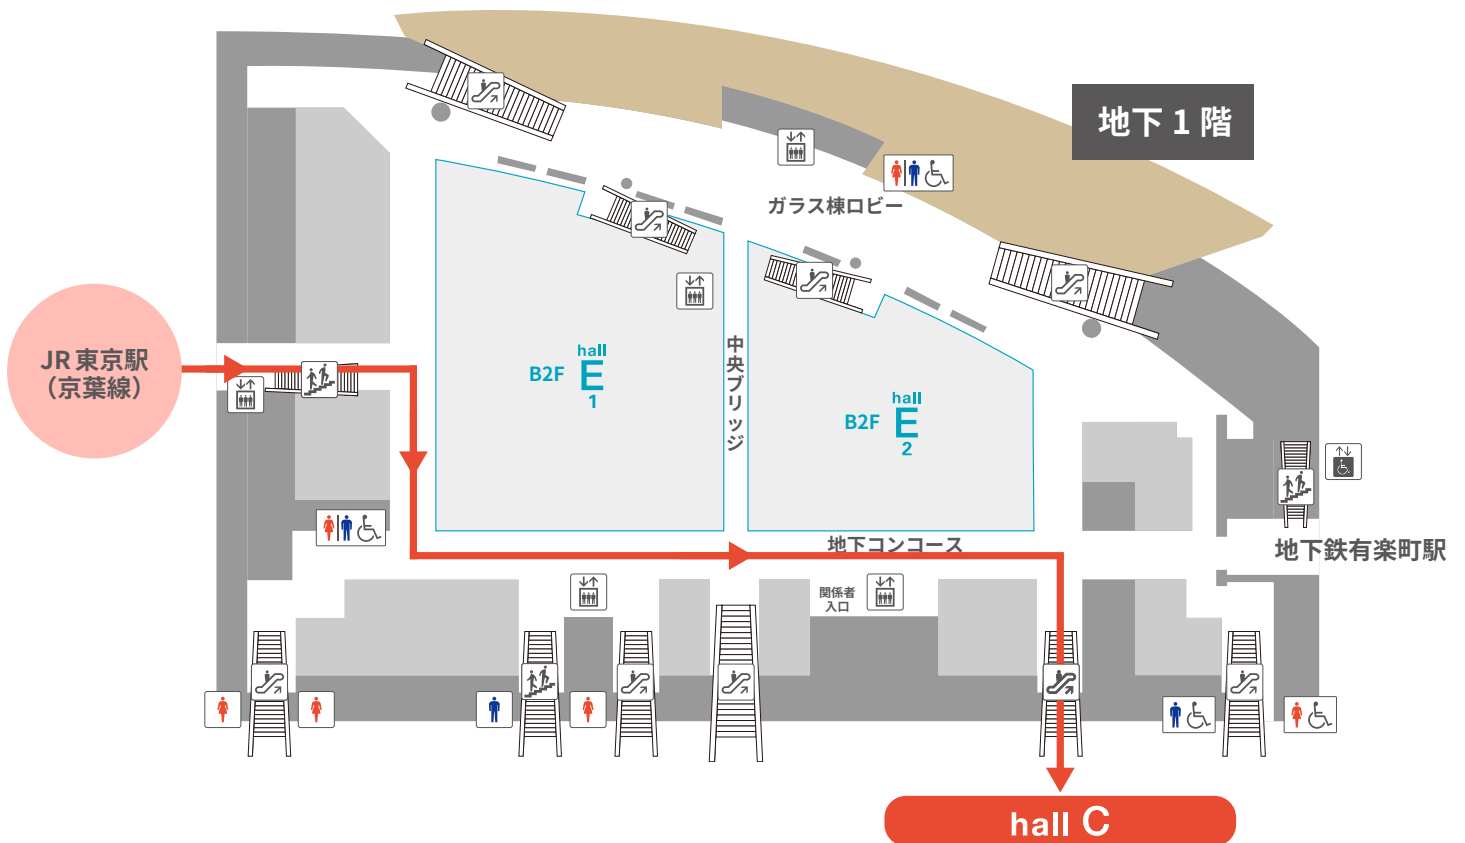 地下 1 階
ガラス棟ロビー
JR 東京駅
（京葉線）
B2F
hall
E
1
中央ブリッジ
B2F
hall
E
2
地下コンコース
地下鉄有楽町駅
関係者
入口
hall C